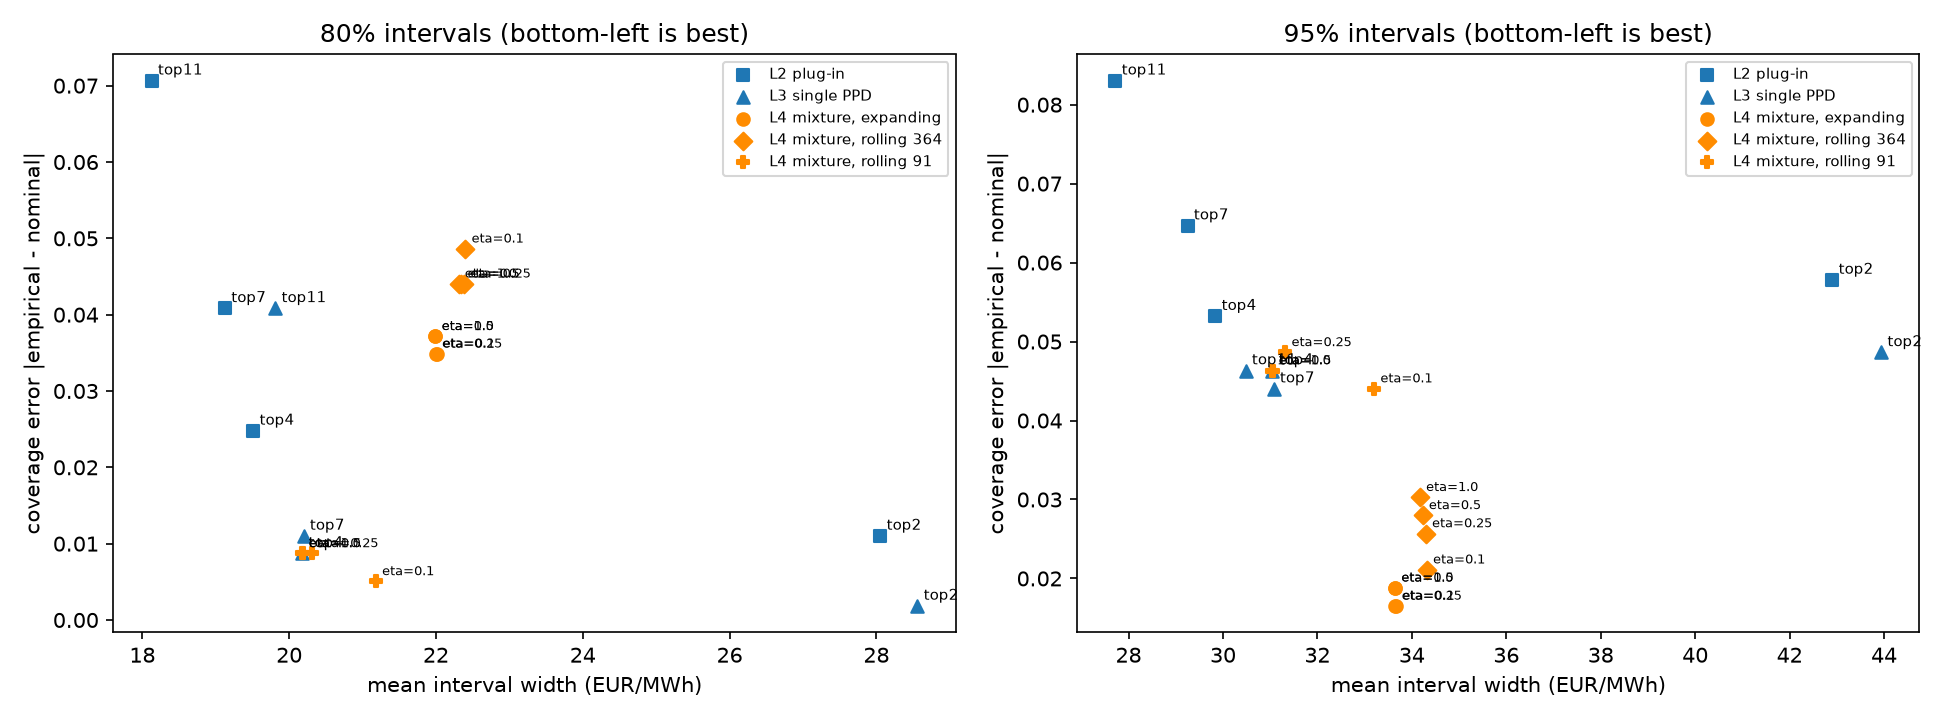 80% intervals (bottom-left is best)
coverage error |empirical - nominal|
0.07
0.06
0.05
0.04
0.03
0.02
0.01
0.00
top11
L2 plug-in
L3 single PPD
L4 mixture, expanding
L4 mixture, rolling 364
L4 mixture, rolling 91
eta=0.1
top7
top11
top4
top7
eta=0.1
top2
top2
18
20
22
24
26
28
mean interval width (EUR/MWh)
95% intervals (bottom-left is best)
coverage error |empirical - nominal|
0.08
0.07
0.06
0.05
0.04
0.03
0.02
top11
L2 plug-in
L3 single PPD
L4 mixture, expanding
L4 mixture, rolling 364
L4 mixture, rolling 91
top7
top2
top4
eta=0.25
top2
top7
eta=0.1
eta=1.0
eta=0.5
eta=0.25
eta=0.1
28
30
32
34
36
38
40
42
44
mean interval width (EUR/MWh)